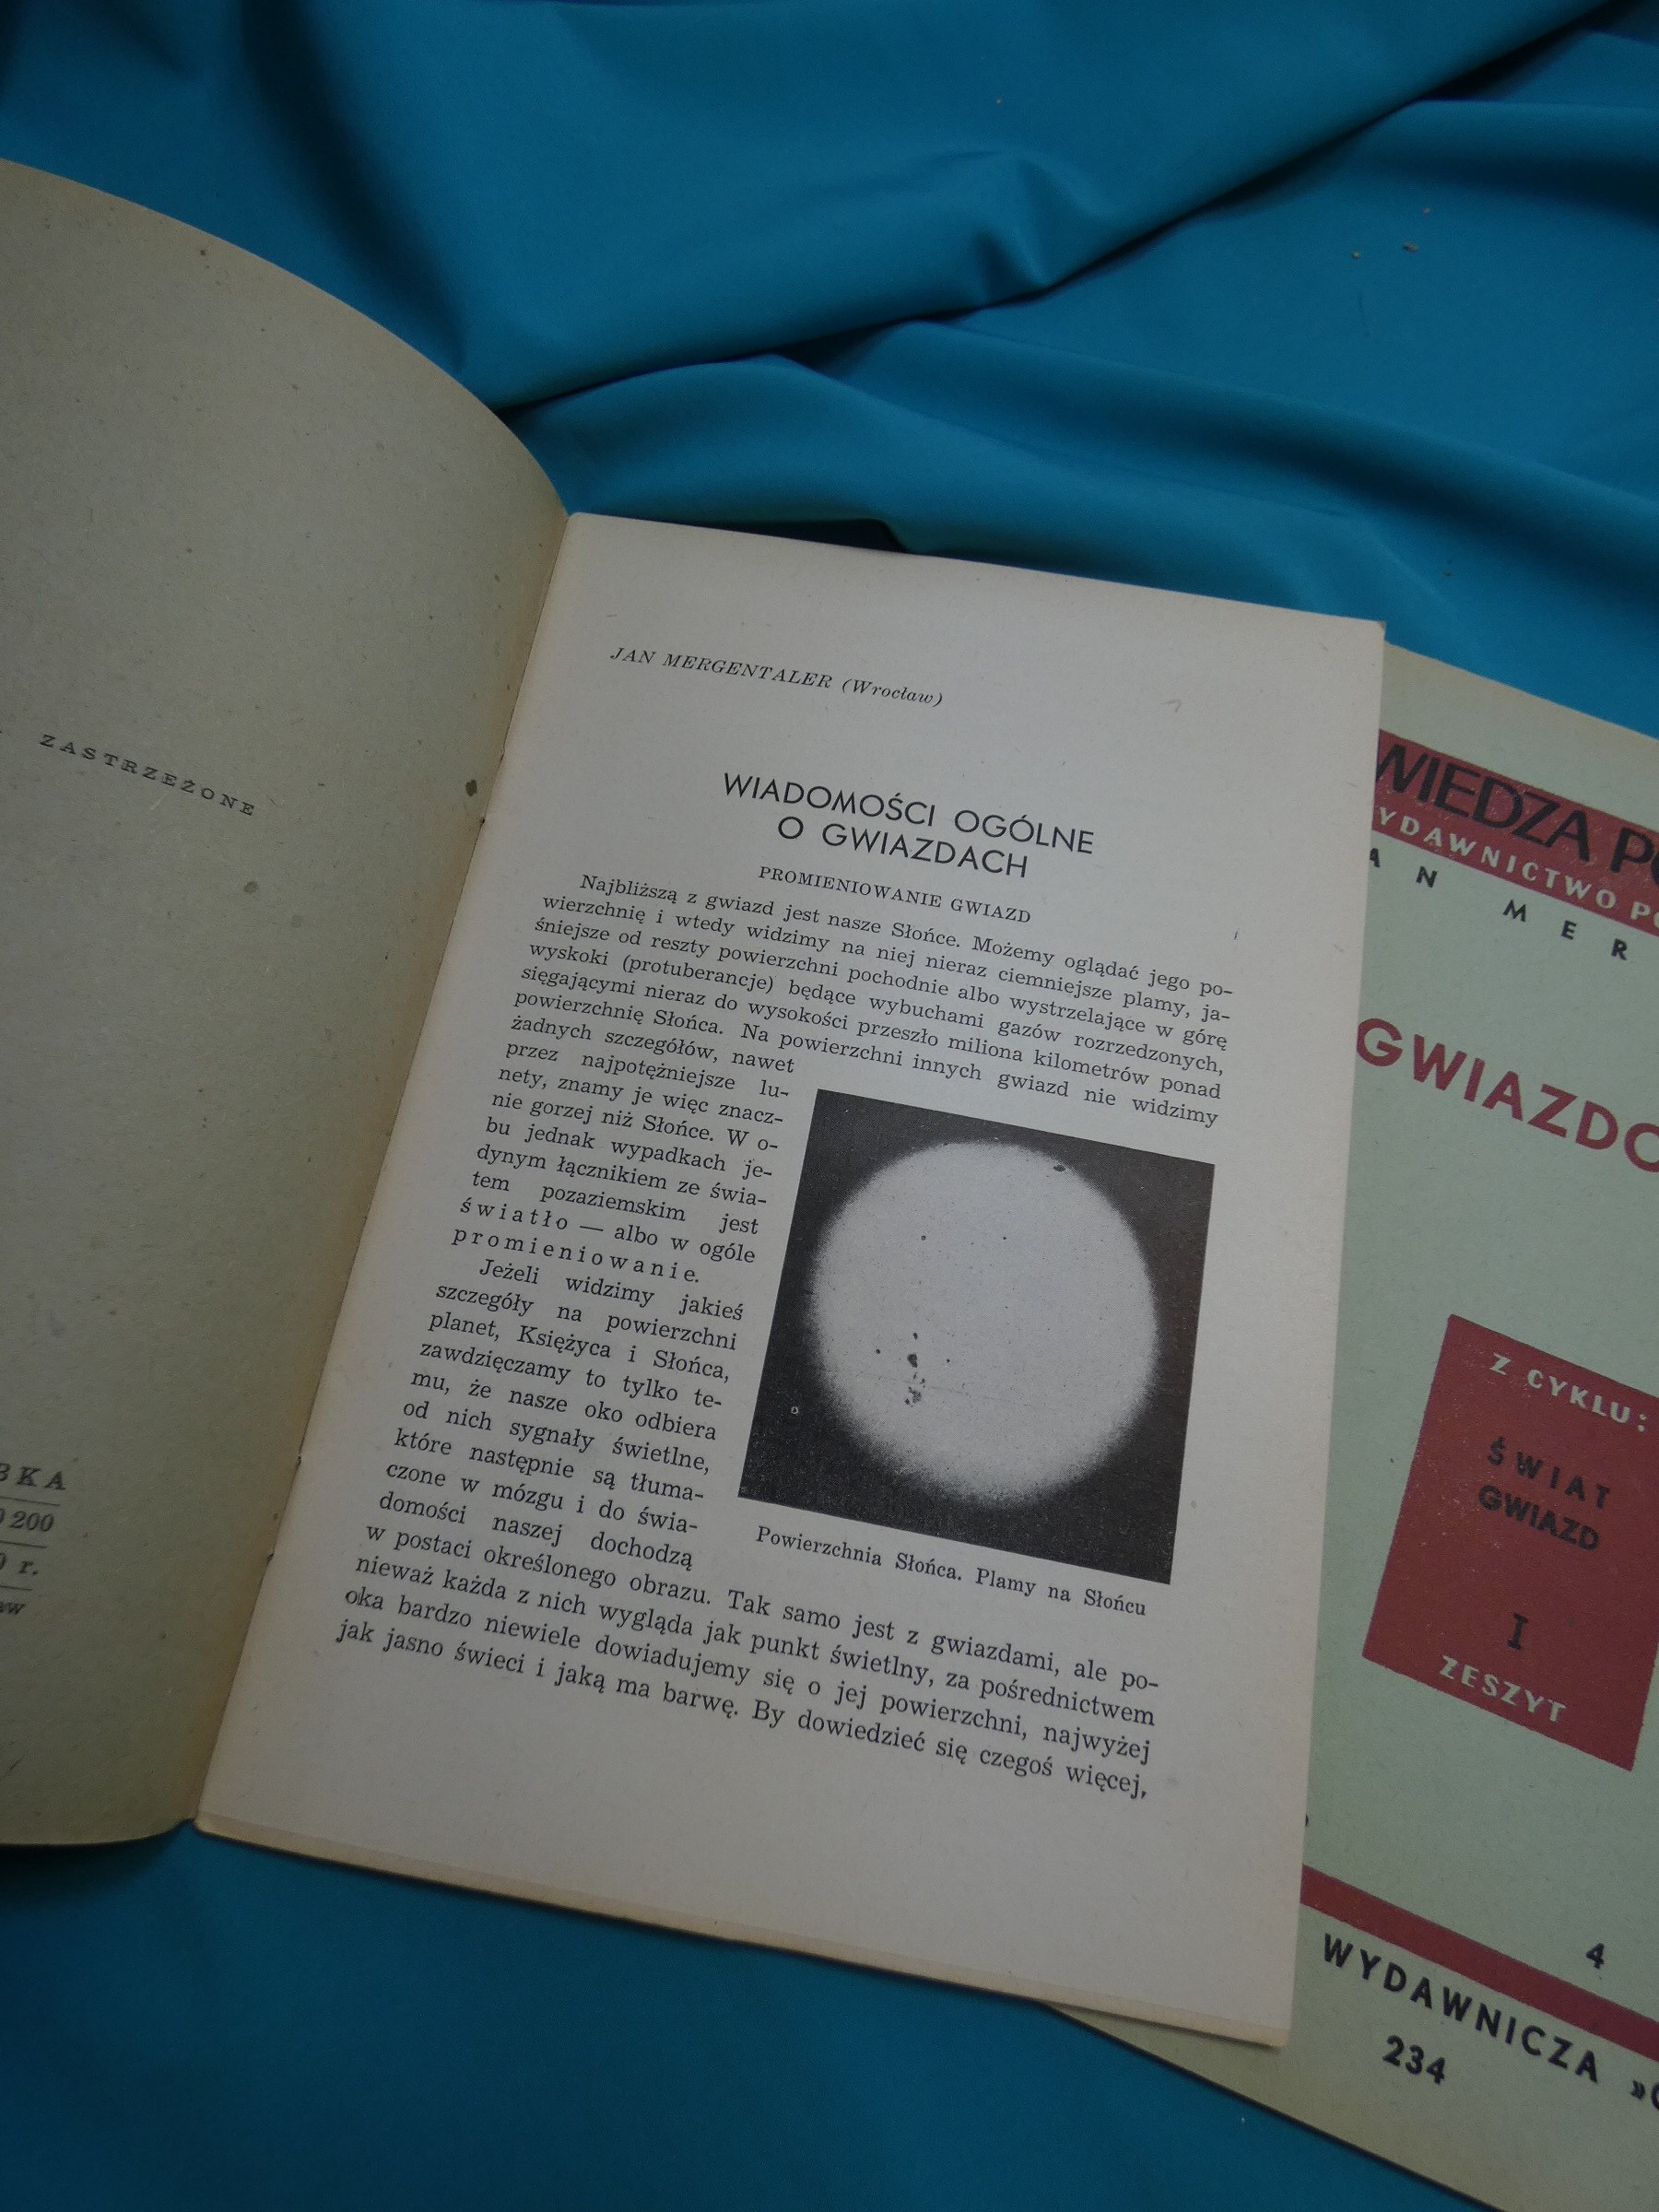 ZASTRZEŻONE
200
r.
JAN MERGENTALER (Wrocław)
WIADOMOŚCI OGÓLNE
O GWIAZDACH
PROMIENIOWANIE GWIAZD
Najbliższą z gwiazd jest nasze Słońce. Możemy oglądać jego po-
wierzchnię i wtedy widzimy na niej nieraz ciemniejsze plamy, ja-
śniejsze od reszty powierzchni pochodnie albo wystrzelające w górę
wyskoki (protuberancje) będące wybuchami gazów rozrzedzonych,
sięgającymi nieraz do wysokości przeszło miliona kilometrów ponad
powierzchnię Słońca. Na powierzchni innych gwiazd nie widzimy
żadnych szczegółów, nawet
przez najpotężniejsze lu-
nety, znamy je więc znacz-
nie gorzej niż Słońce. W o-
bu jednak wypadkach je-
dynym łącznikiem ze świa-
tem pozaziemskim jest
światło — albo w ogóle
promieniowanie.
Jeżeli widzimy jakieś
szczegóły na powierzchni
planet, Księżyca i Słońca,
zawdzięczamy to tylko te-
mu, że nasze oko odbiera
od nich sygnały świetlne,
które następnie są tłuma-
czone w mózgu i do świa-
domości naszej dochodzą
w postaci określonego obrazu. Tak samo jest z gwiazdami, ale po-
nieważ każda z nich wygląda jak punkt świetlny, za pośrednictwem
oka bardzo niewiele dowiadujemy się o jej powierzchni, najwyżej
jak jasno świeci i jaką ma barwę. By dowiedzieć się czegoś więcej,
Powierzchnia Słońca. Plamy na Słońcu
WIEDZA PO
YDAWNICTWO PO
AN MER
GWIAZDO
Z CYKLU:
ŚWIAT
GWIAZD
I
ZESZYT
4
WYDAWNICZA »
234